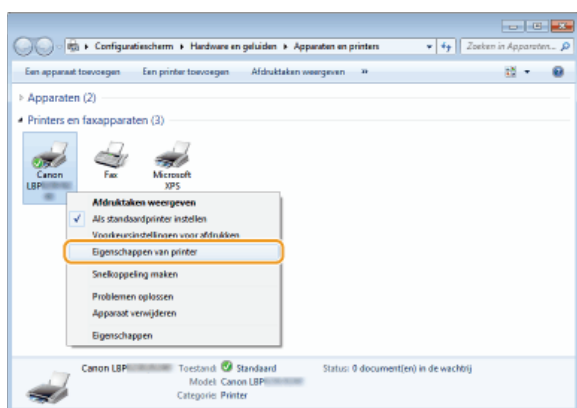 Configuratiescherm ▸ Hardware en geluiden ▸ Apparaten en printers
Zoeken in Apparaten...
Een apparaat toevoegen Een printer toevoegen Afdruktaken weergeven »
Apparaten (2)
Printers en faxapparaten (3)
Canon LBP
Fax
Microsoft XPS
Afdruktaken weergeven
Als standaardprinter instellen
Voorkeursinstellingen voor afdrukken
Eigenschappen van printer
Snelkoppeling maken
Problemen oplossen
Apparaat verwijderen
Eigenschappen
Canon LBP Toestand: Standaard Status: 0 document(en) in de wachtrij
Model: Canon LBP
Categorie: Printer